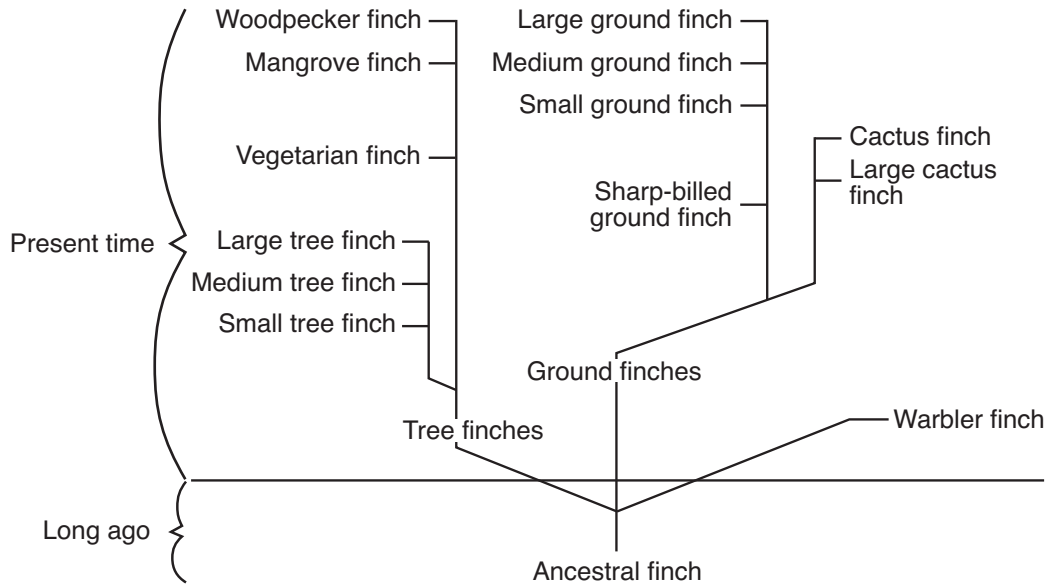 Woodpecker finch
Mangrove finch
Vegetarian finch
Large tree finch
Medium tree finch
Small tree finch
Tree finches
Large ground finch
Medium ground finch
Small ground finch
Sharp-billed
ground finch
Cactus finch
Large cactus
finch
Ground finches
Warbler finch
Present time
Long ago
Ancestral finch